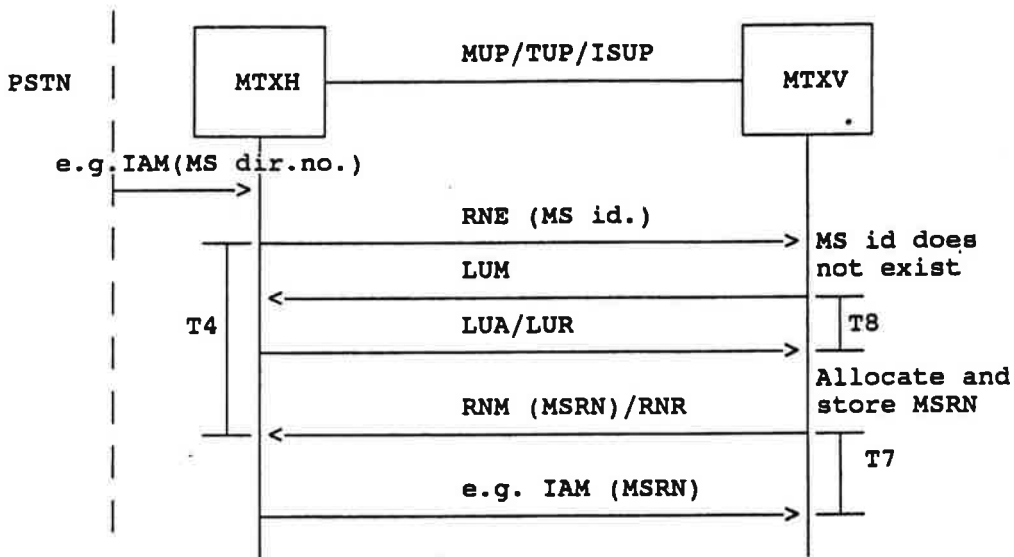 MUP/TUP/ISUP
PSTN
MTXH
MTXV
e.g.IAM(MS dir.no.)
RNE (MS id.)
MS id does
not exist
LUM
T4
LUA/LUR
T8
Allocate and
store MSRN
RNM (MSRN)/RNR
T7
e.g. IAM (MSRN)